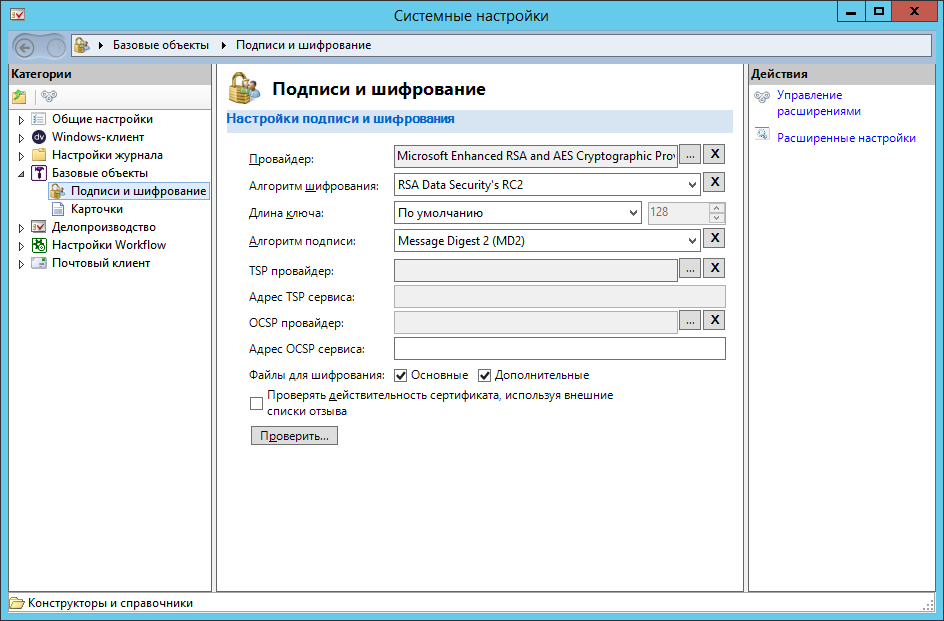 Системные настройки
Базовые объекты
Подписи и шифрование
Категории
Общие настройки
dv Windows-клиент
Настройки журнала
Базовые объекты
Подписи и шифрование
Карточки
Делопроизводство
Настройки Workflow
Почтовый клиент
Подписи и шифрование
Настройки подписи и шифрования
Провайдер: Microsoft Enhanced RSA and AES Cryptographic Prov ... X
Алгоритм шифрования: RSA Data Security's RC2 X
Длина ключа: По умолчанию 128
Алгоритм подписи: Message Digest 2 (MD2) X
TSP провайдер: ... X
Адрес TSP сервиса:
OCSP провайдер: ... X
Адрес OCSP сервиса:
Файлы для шифрования: Основные Дополнительные
Проверять действительность сертификата, используя внешние
списки отзыва
Проверить...
Действия
Управление
расширениями
Расширенные настройки
Конструкторы и справочники